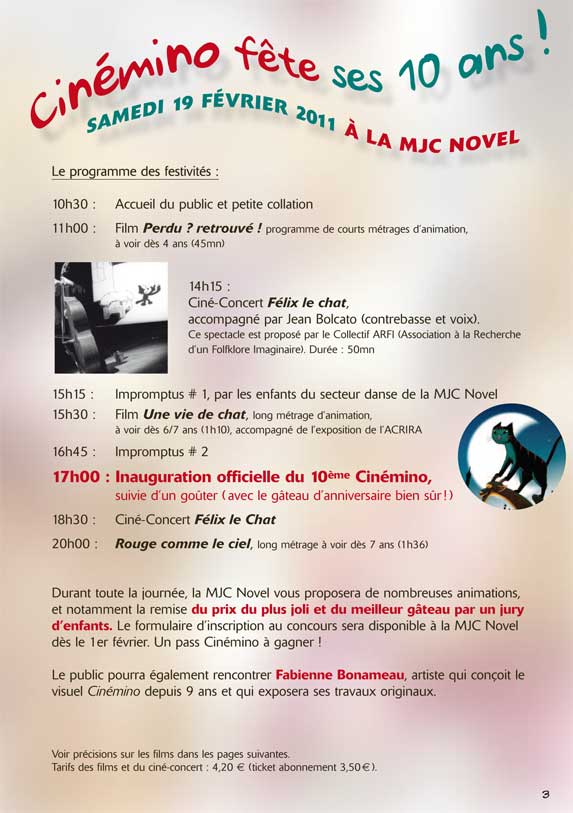 Cinémino fête ses 10 ans !
SAMEDI 19 FÉVRIER 2011 À LA MJC NOVEL
Le programme des festivités :
10h30 : Accueil du public et petite collation
11h00 : Film Perdu ? retrouvé ! programme de courts métrages d'animation,
à voir dès 4 ans (45mn)
14h15 :
Ciné-Concert Félix le chat,
accompagné par Jean Bolcato (contrebasse et voix).
Ce spectacle est proposé par le Collectif ARFI (Association à la Recherche
d'un Folfklore Imaginaire). Durée : 50mn
15h15 : Impromptus # 1, par les enfants du secteur danse de la MJC Novel
15h30 : Film Une vie de chat, long métrage d'animation,
à voir dès 6/7 ans (1h10), accompagné de l'exposition de l'ACRIRA
16h45 : Impromptus # 2
17h00 : Inauguration officielle du 10ème Cinémino,
suivie d'un goûter (avec le gâteau d'anniversaire bien sûr!)
18h30 : Ciné-Concert Félix le Chat
20h00 : Rouge comme le ciel, long métrage à voir dès 7 ans (1h36)
Durant toute la journée, la MJC Novel vous proposera de nombreuses animations,
et notamment la remise du prix du plus joli et du meilleur gâteau par un jury
d'enfants. Le formulaire d'inscription au concours sera disponible à la MJC Novel
dès le 1er février. Un pass Cinémino à gagner !
Le public pourra également rencontrer Fabienne Bonameau, artiste qui conçoit le
visuel Cinémino depuis 9 ans et qui exposera ses travaux originaux.
Voir précisions sur les films dans les pages suivantes.
Tarifs des films et du ciné-concert : 4,20 € (ticket abonnement 3,50€).
3